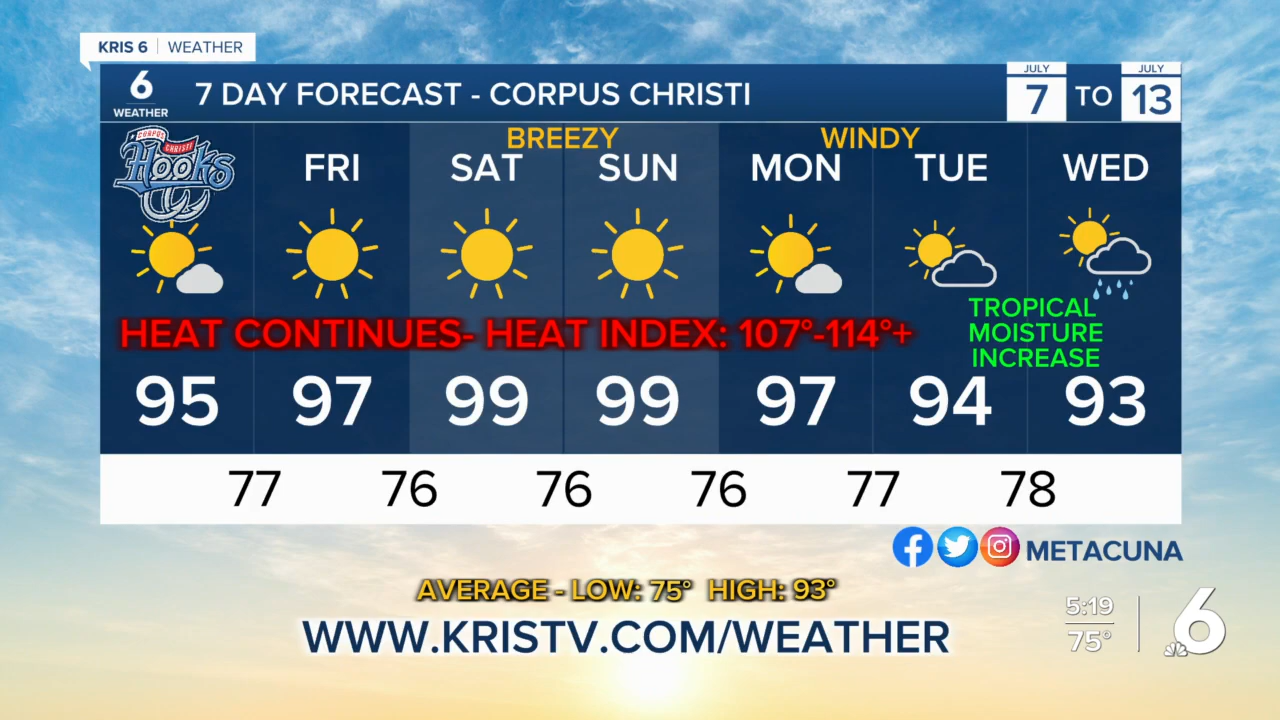 KRIS 6 WEATHER
6
WEATHER
7 DAY FORECAST - CORPUS CHRISTI
JULY
7
TO
JULY
13
CORPUS
CHRISTI
Hooks
BREEZY
WINDY
FRI SAT SUN MON TUE WED
HEAT CONTINUES- HEAT INDEX: 107°-114°+
TROPICAL
MOISTURE
INCREASE
95 97 99 99 97 94 93
77 76 76 76 77 78
METACUNA
AVERAGE - LOW: 75° HIGH: 93°
WWW.KRISTV.COM/WEATHER
5:19
75°
6